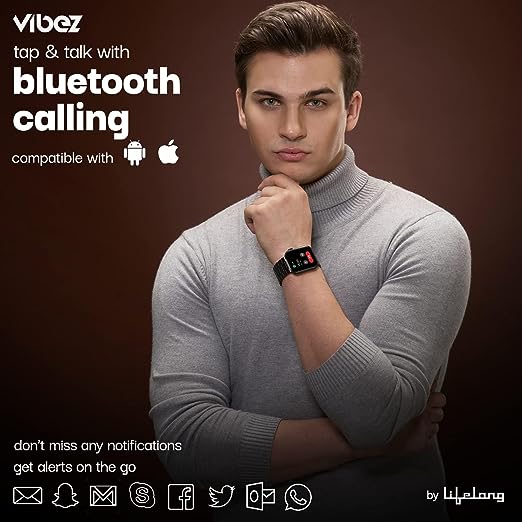 vibez
tap & talk with
bluetooth
calling
compatible with
don't miss any notifications
get alerts on the go
by lifelong